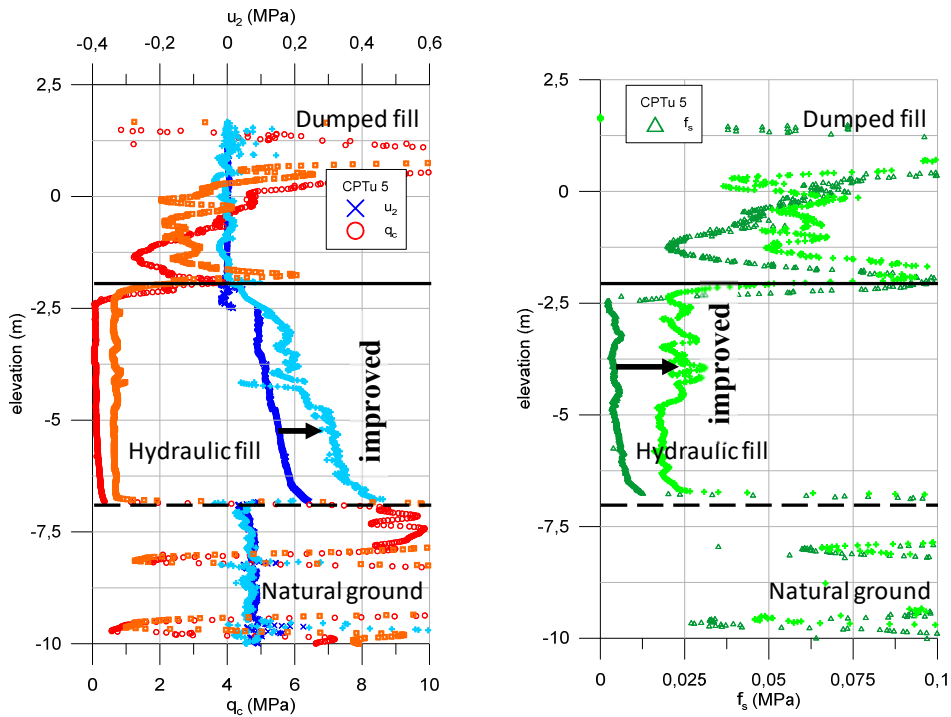 u2 (MPa)
-0,4 -0,2 0 0,2 0,4 0,6
2,5
0
-2,5
-5
-7,5
-10
elevation (m)
Dumped fill
CPTu 5
u2
qc
improved
Hydraulic fill
Natural ground
0 2 4 6 8 10
qc (MPa)
2,5
0
-2,5
-5
-7,5
-10
elevation (m)
CPTu 5
fs
Dumped fill
improved
Hydraulic fill
Natural ground
0 0,025 0,05 0,075 0,1
fs (MPa)